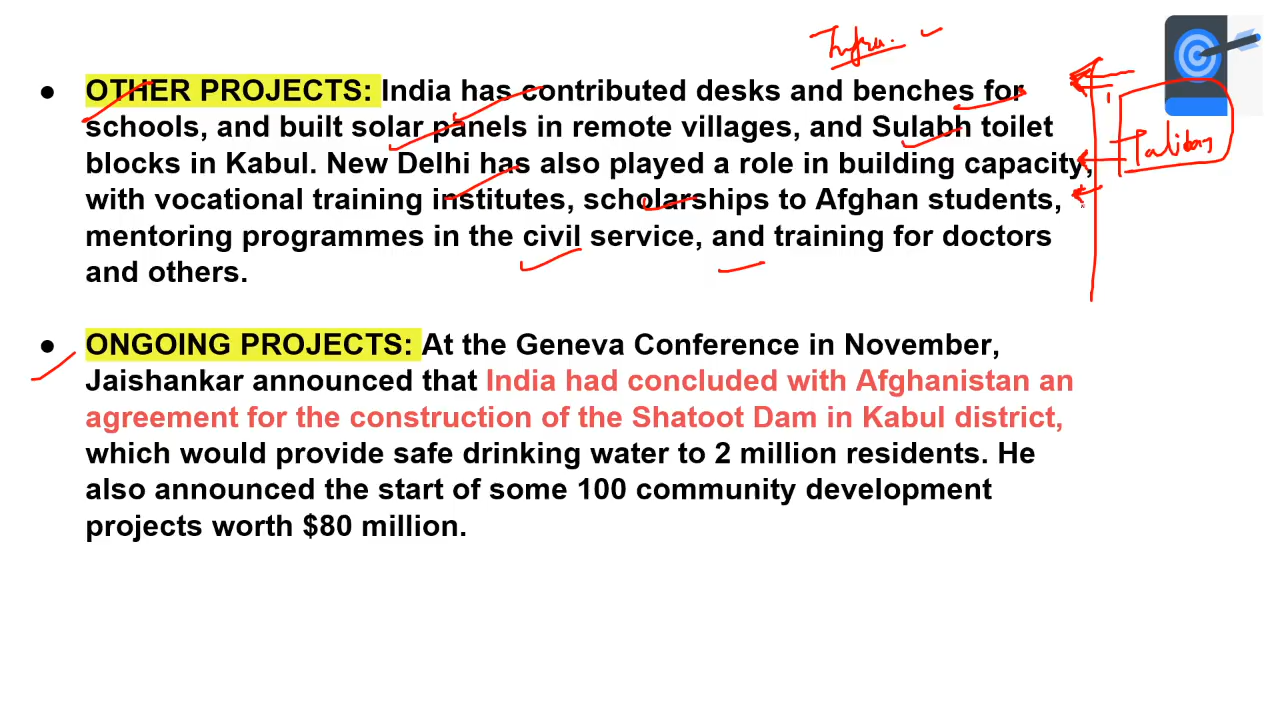 Infra.
● OTHER PROJECTS: India has contributed desks and benches for
schools, and built solar panels in remote villages, and Sulabh toilet
blocks in Kabul. New Delhi has also played a role in building capacity,
with vocational training institutes, scholarships to Afghan students,
mentoring programmes in the civil service, and training for doctors
and others.
Taliban
● ONGOING PROJECTS: At the Geneva Conference in November,
Jaishankar announced that India had concluded with Afghanistan an
agreement for the construction of the Shatoot Dam in Kabul district,
which would provide safe drinking water to 2 million residents. He
also announced the start of some 100 community development
projects worth $80 million.